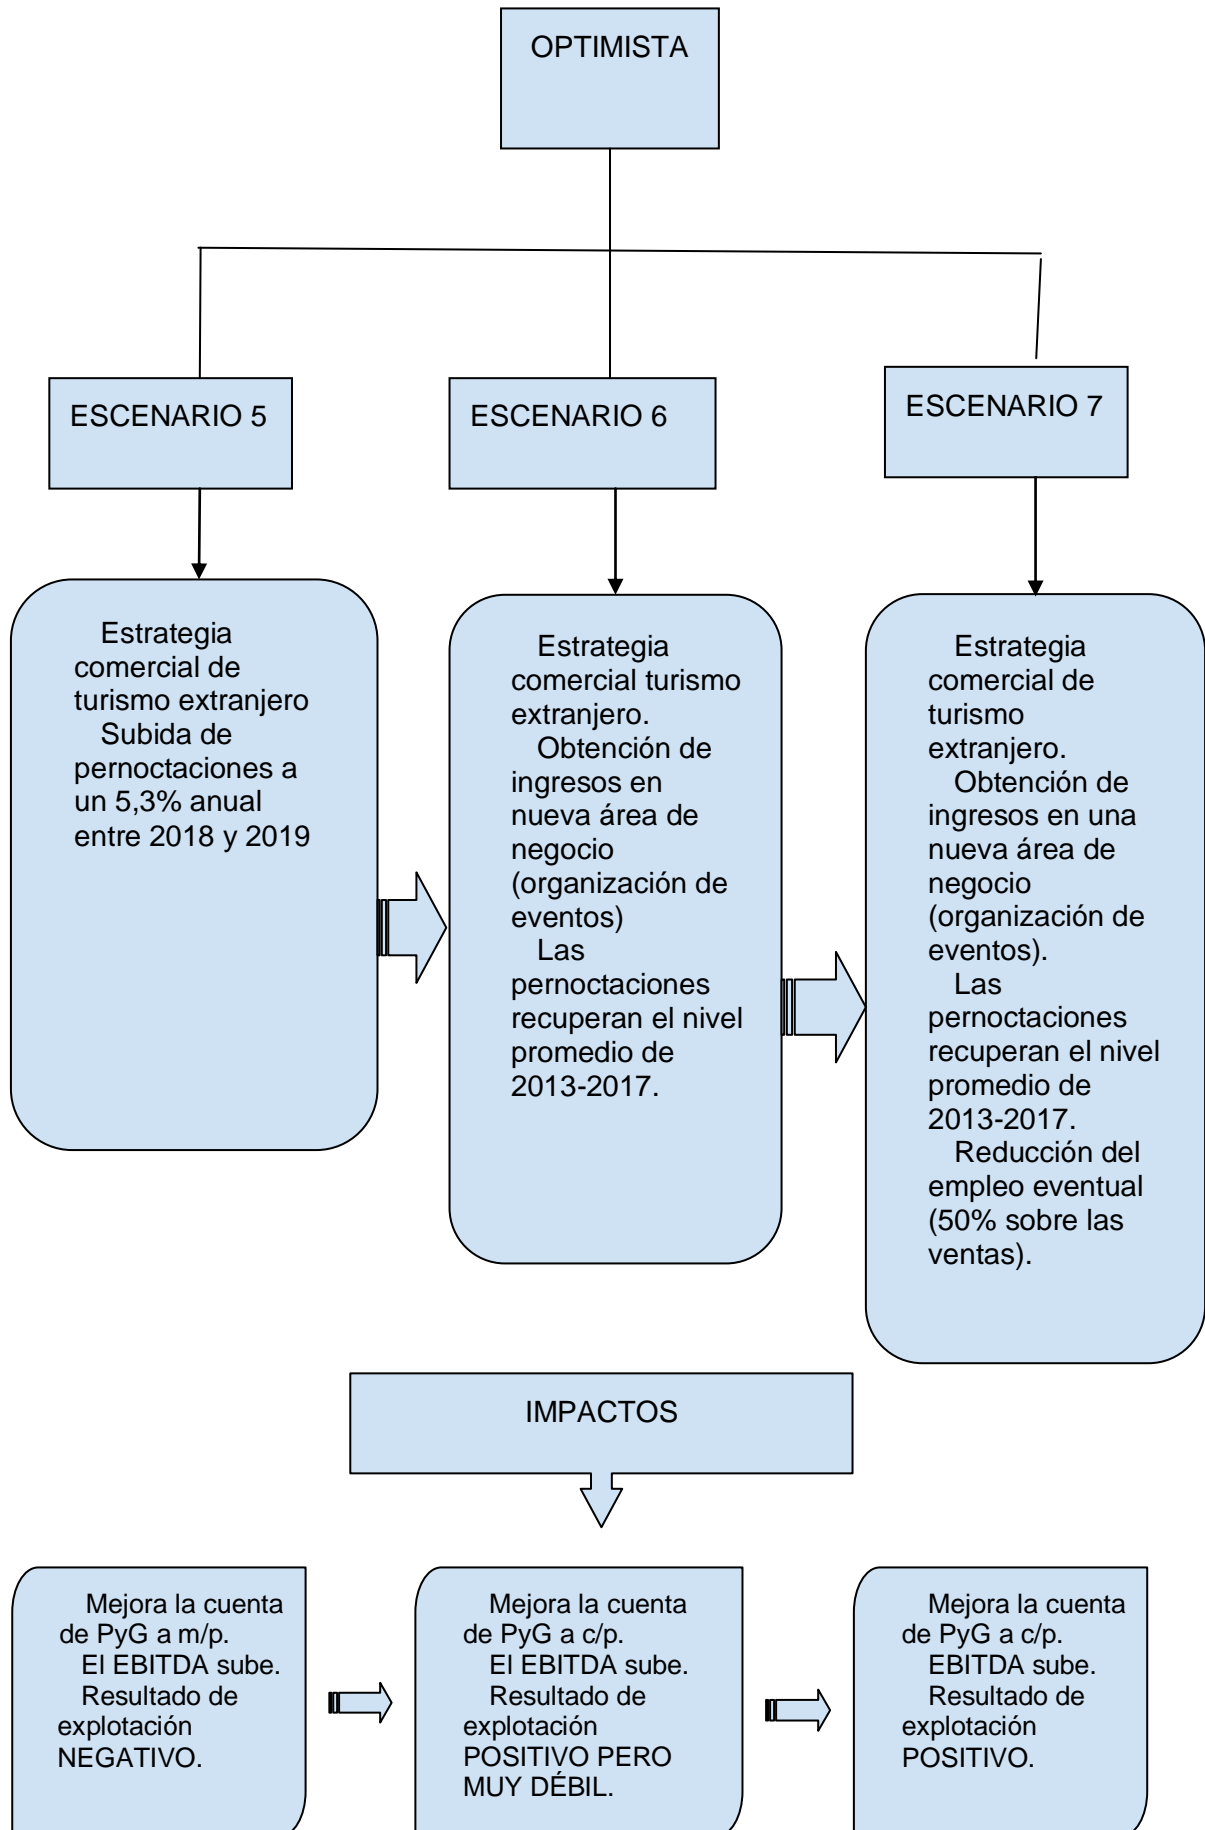 OPTIMISTA
ESCENARIO 5
ESCENARIO 6
ESCENARIO 7
Estrategia
comercial de
turismo extranjero
Subida de
pernoctaciones a
un 5,3% anual
entre 2018 y 2019
Estrategia
comercial turismo
extranjero.
Obtención de
ingresos en
nueva área de
negocio
(organización de
eventos)
Las
pernoctaciones
recuperan el nivel
promedio de
2013-2017.
Estrategia
comercial de
turismo
extranjero.
Obtención de
ingresos en una
nueva área de
negocio
(organización de
eventos).
Las
pernoctaciones
recuperan el nivel
promedio de
2013-2017.
Reducción del
empleo eventual
(50% sobre las
ventas).
IMPACTOS
Mejora la cuenta
de PyG a m/p.
El EBITDA sube.
Resultado de
explotación
NEGATIVO.
Mejora la cuenta
de PyG a c/p.
El EBITDA sube.
Resultado de
explotación
POSITIVO PERO
MUY DÉBIL.
Mejora la cuenta
de PyG a c/p.
EBITDA sube.
Resultado de
explotación
POSITIVO.